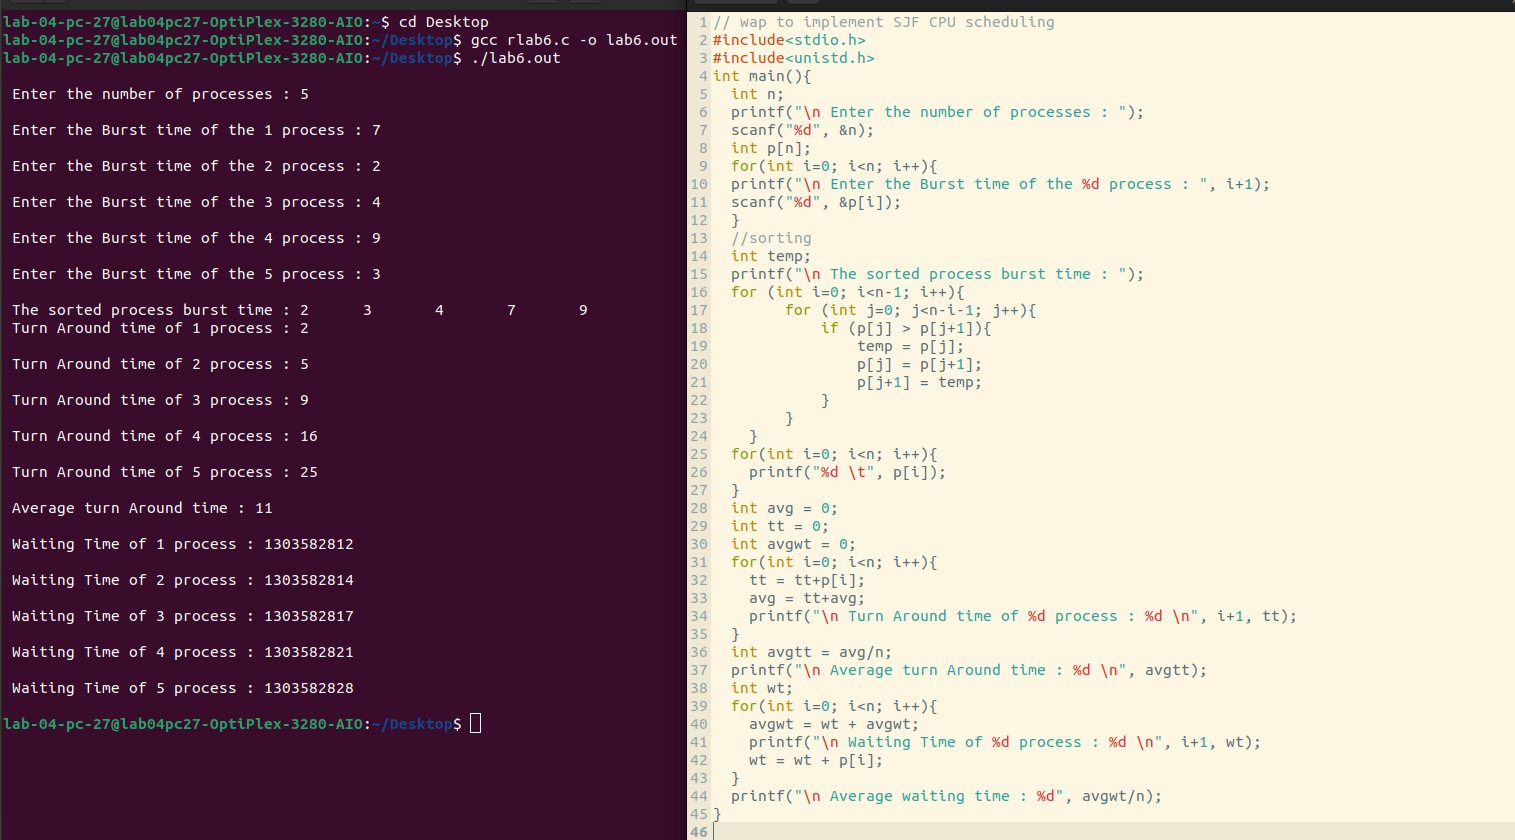 lab-04-pc-27@lab04pc27-OptiPlex-3280-AIO:~$ cd Desktop
lab-04-pc-27@lab04pc27-OptiPlex-3280-AIO:~/Desktop$ gcc rlab6.c -o lab6.out
lab-04-pc-27@lab04pc27-OptiPlex-3280-AIO:~/Desktop$ ./lab6.out
Enter the number of processes : 5
Enter the Burst time of the 1 process : 7
Enter the Burst time of the 2 process : 2
Enter the Burst time of the 3 process : 4
Enter the Burst time of the 4 process : 9
Enter the Burst time of the 5 process : 3
The sorted process burst time : 2 3 4 7 9
Turn Around time of 1 process : 2
Turn Around time of 2 process : 5
Turn Around time of 3 process : 9
Turn Around time of 4 process : 16
Turn Around time of 5 process : 25
Average turn Around time : 11
Waiting Time of 1 process : 1303582812
Waiting Time of 2 process : 1303582814
Waiting Time of 3 process : 1303582817
Waiting Time of 4 process : 1303582821
Waiting Time of 5 process : 1303582828
lab-04-pc-27@lab04pc27-OptiPlex-3280-AIO:~/Desktop$
1 // wap to implement SJF CPU scheduling
2 #include<stdio.h>
3 #include<unistd.h>
4 int main(){
5   int n;
6   printf("\n Enter the number of processes : ");
7   scanf("%d", &n);
8   int p[n];
9   for(int i=0; i<n; i++){
10   printf("\n Enter the Burst time of the %d process : ", i+1);
11   scanf("%d", &p[i]);
12   }
13   //sorting
14   int temp;
15   printf("\n The sorted process burst time : ");
16   for (int i=0; i<n-1; i++){
17         for (int j=0; j<n-i-1; j++){
18             if (p[j] > p[j+1]){
19                 temp = p[j];
20                 p[j] = p[j+1];
21                 p[j+1] = temp;
22             }
23         }
24     }
25   for(int i=0; i<n; i++){
26     printf("%d \t", p[i]);
27   }
28   int avg = 0;
29   int tt = 0;
30   int avgwt = 0;
31   for(int i=0; i<n; i++){
32     tt = tt+p[i];
33     avg = tt+avg;
34     printf("\n Turn Around time of %d process : %d \n", i+1, tt);
35   }
36   int avgtt = avg/n;
37   printf("\n Average turn Around time : %d \n", avgtt);
38   int wt;
39   for(int i=0; i<n; i++){
40     avgwt = wt + avgwt;
41     printf("\n Waiting Time of %d process : %d \n", i+1, wt);
42     wt = wt + p[i];
43   }
44   printf("\n Average waiting time : %d", avgwt/n);
45 }
46